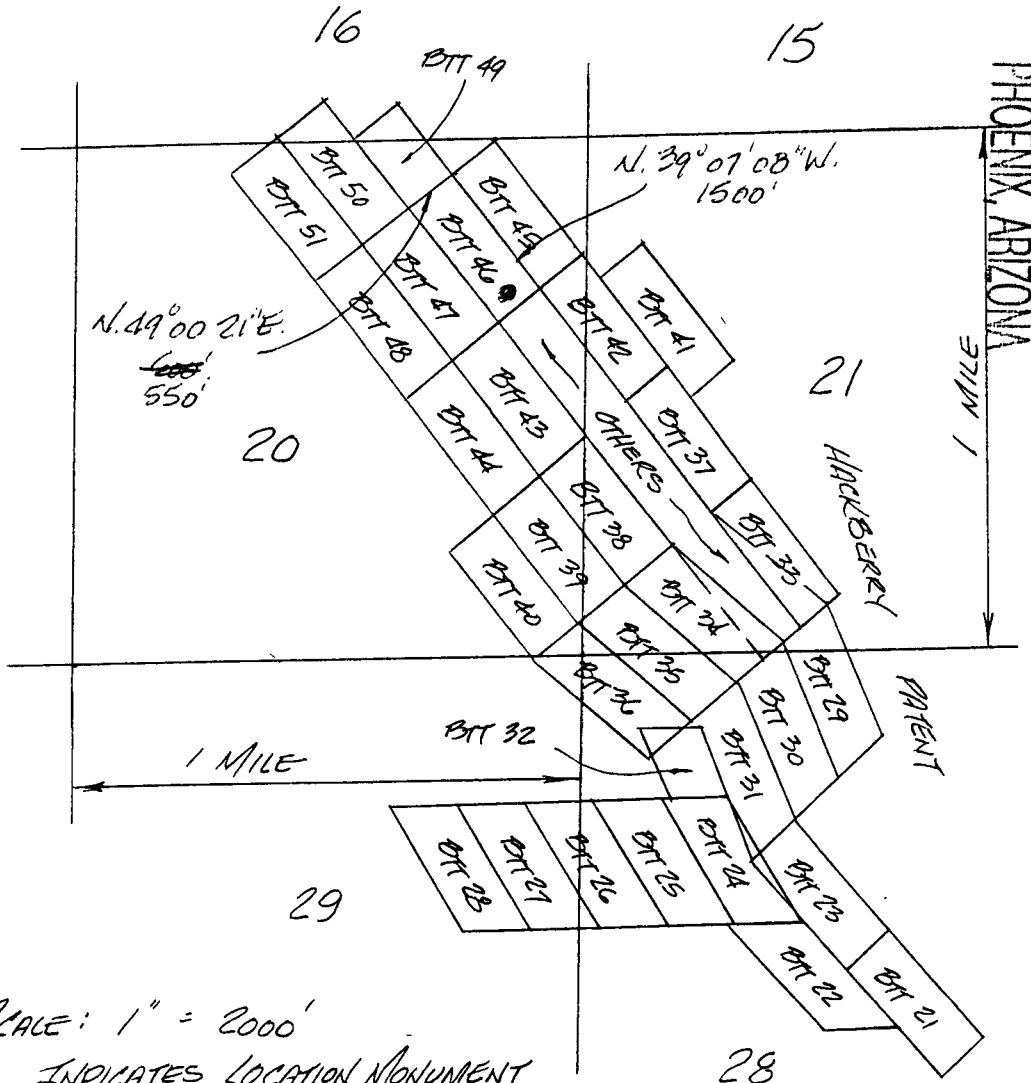 16
15
BTT 49
PHOENIX, ARIZONA
N. 39° 07' 08" W.
1500'
BTT 50
BTT 45
BTT 51
BTT 46
BTT 47
BTT 41
BTT 42
N. 49° 00 21" E.
550'
BTT 48
21
1 MILE
BTT 43
20
BTT 44
OTHERS
BTT 37
HACKBERRY
BTT 38
BTT 33
BTT 39
BTT 34
BTT 40
BTT 35
BTT 36
BTT 29
PATENT
BTT 30
BTT 32
BTT 31
1 MILE
BTT 28
BTT 27
BTT 26
BTT 25
BTT 24
BTT 23
29
BTT 22
BTT 21
SCALE: 1" = 2000'
INDICATES LOCATION MONUMENT
28